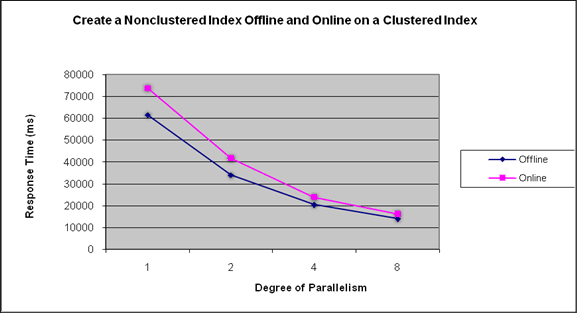 Create a Nonclustered Index Offline and Online on a Clustered Index
80000
70000
60000
50000
40000
30000
20000
10000
0
Response Time (ms)
1 2 4 8
Degree of Parallelism
Offline
Online